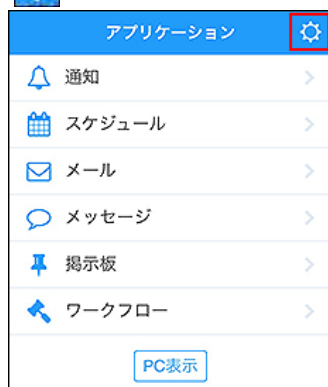 アプリケーション
通知
スケジュール
メール
メッセージ
掲示板
ワークフロー
PC表示